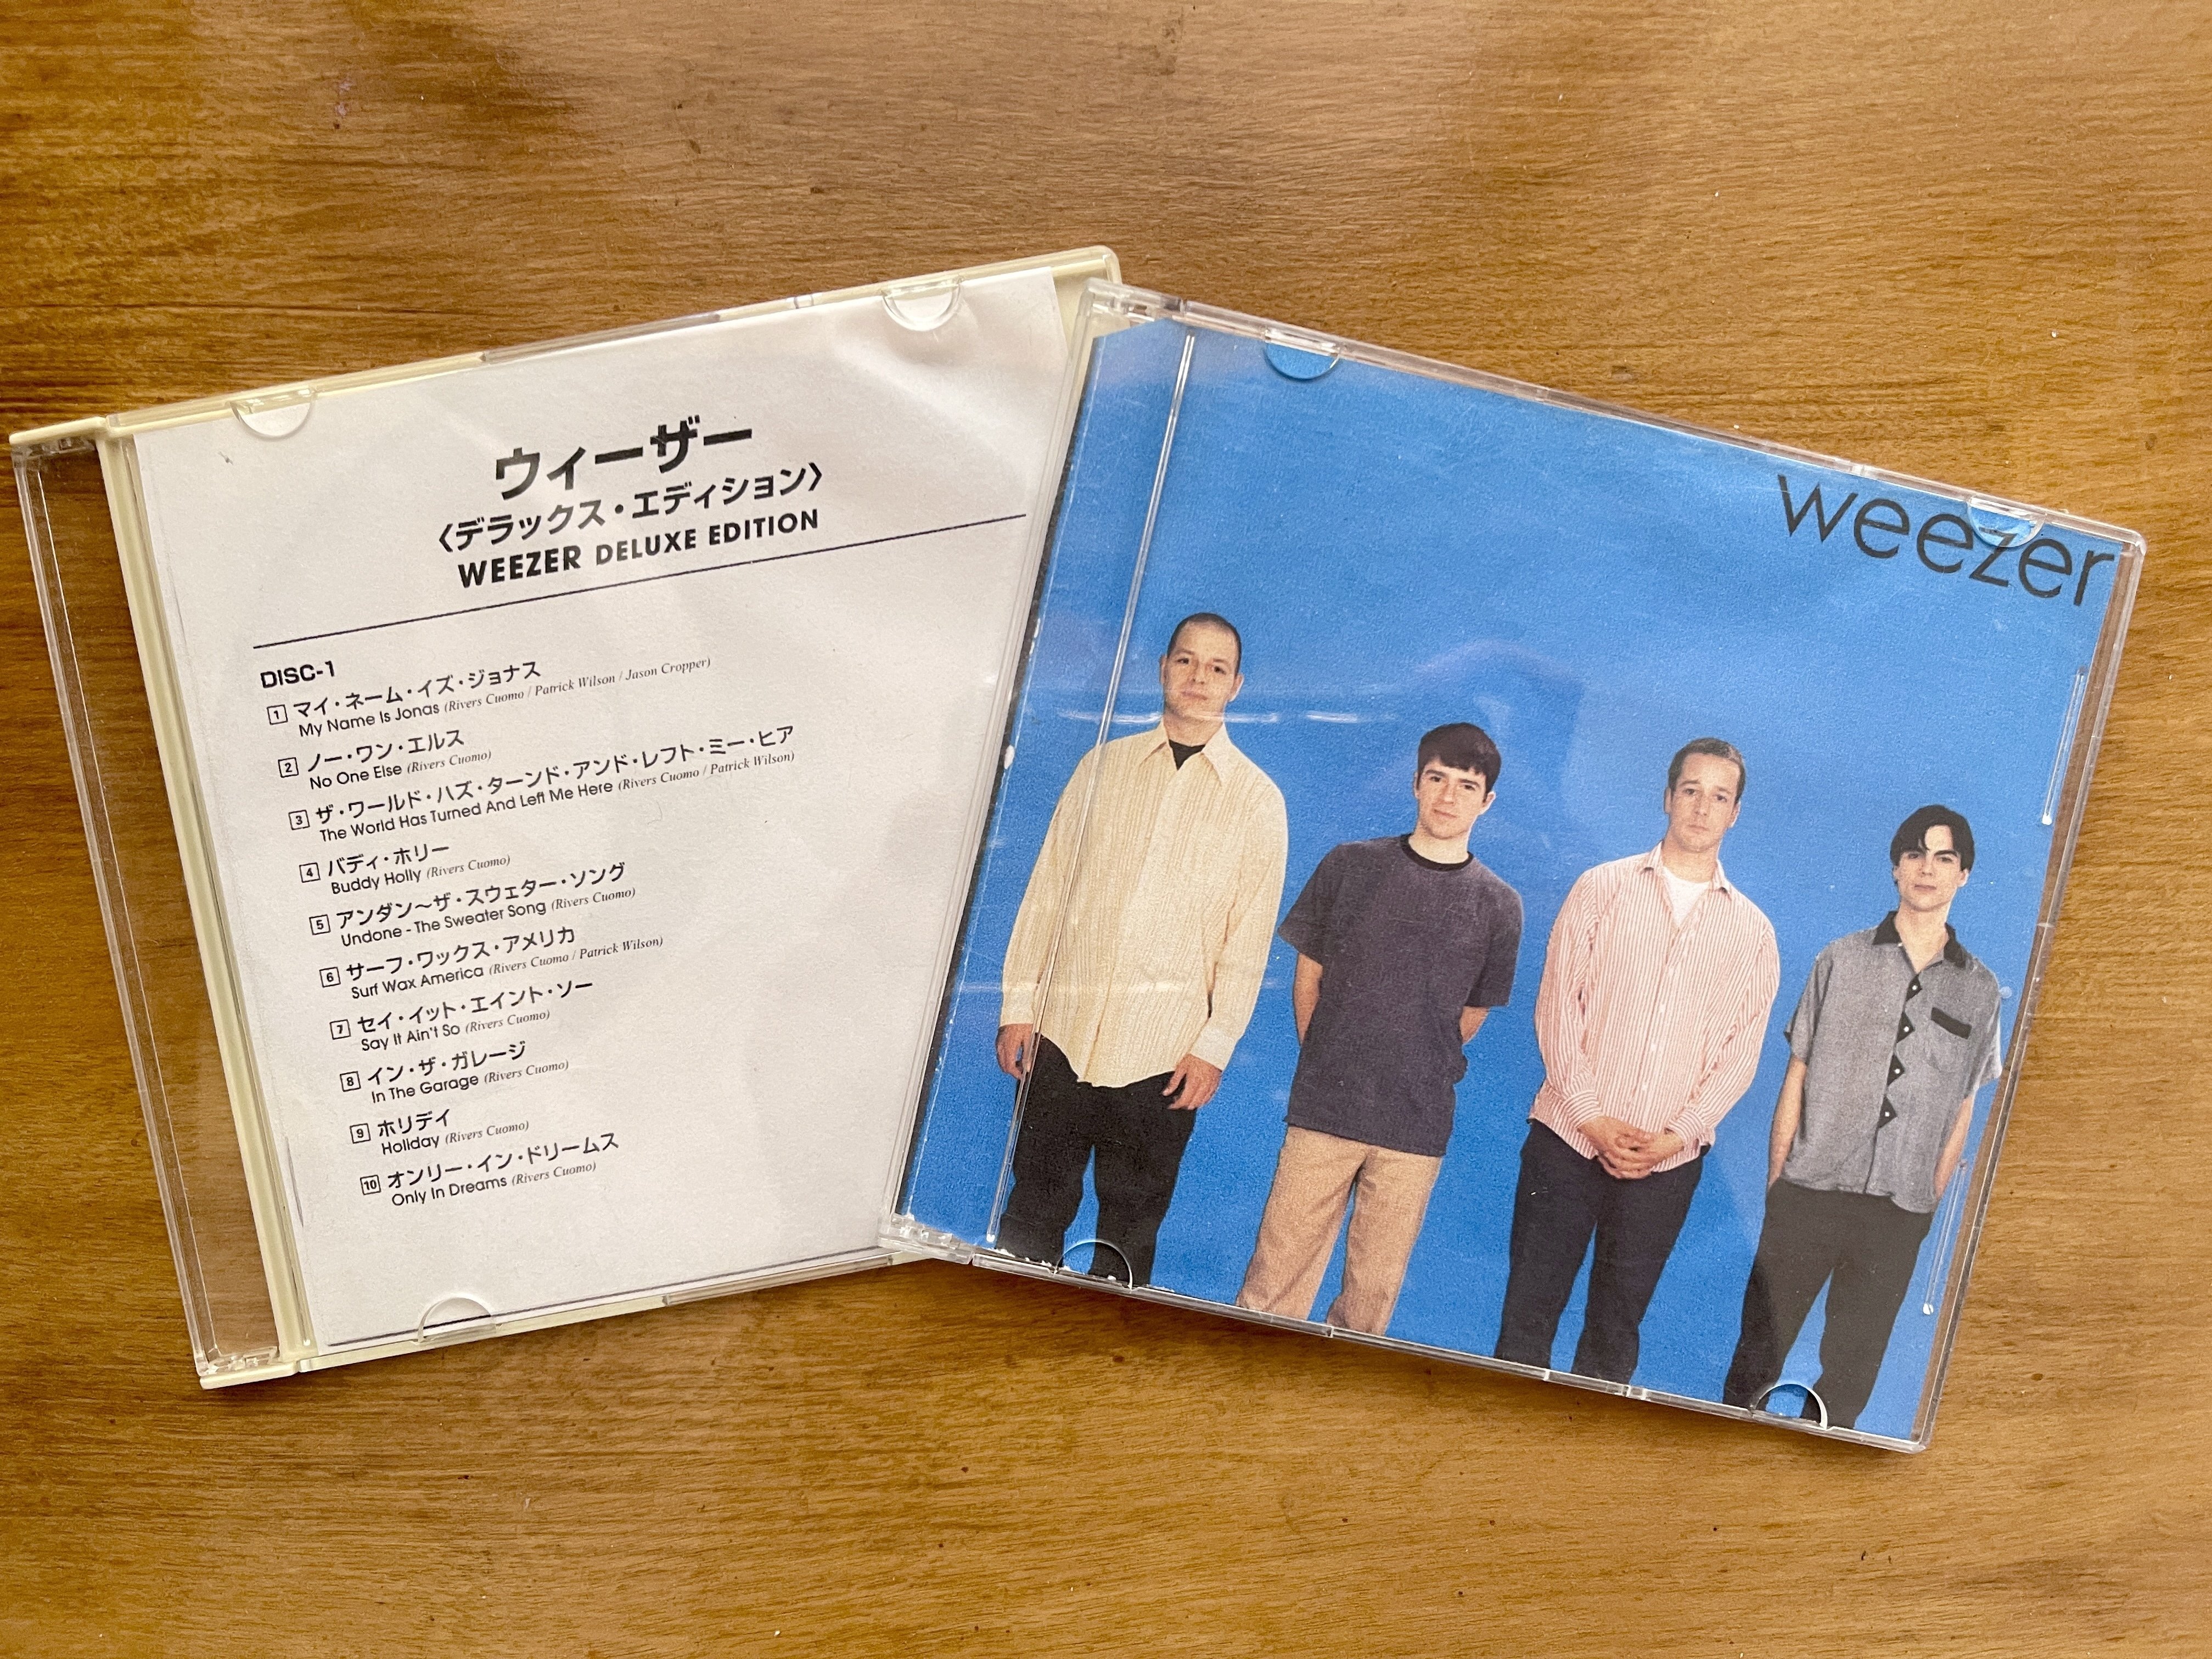 ウィーザー
〈デラックス・エディション〉
WEEZER DELUXE EDITION
DISC-1
1 マイ・ネーム・イズ・ジョナス
My Name Is Jonas (Rivers Cuomo / Patrick Wilson / Jason Cropper)
2 ノー・ワン・エルス
No One Else (Rivers Cuomo)
3 ザ・ワールド・ハズ・ターンド・アンド・レフト・ミー・ヒア
The World Has Turned And Left Me Here (Rivers Cuomo / Patrick Wilson)
4 バディ・ホリー
Buddy Holly (Rivers Cuomo)
5 アンダン〜ザ・スウェター・ソング
Undone - The Sweater Song (Rivers Cuomo)
6 サーフ・ワックス・アメリカ
Surf Wax America (Rivers Cuomo / Patrick Wilson)
7 セイ・イット・エイント・ソー
Say It Ain't So (Rivers Cuomo)
8 イン・ザ・ガレージ
In The Garage (Rivers Cuomo)
9 ホリデイ
Holiday (Rivers Cuomo)
10 オンリー・イン・ドリームス
Only In Dreams (Rivers Cuomo)
weezer